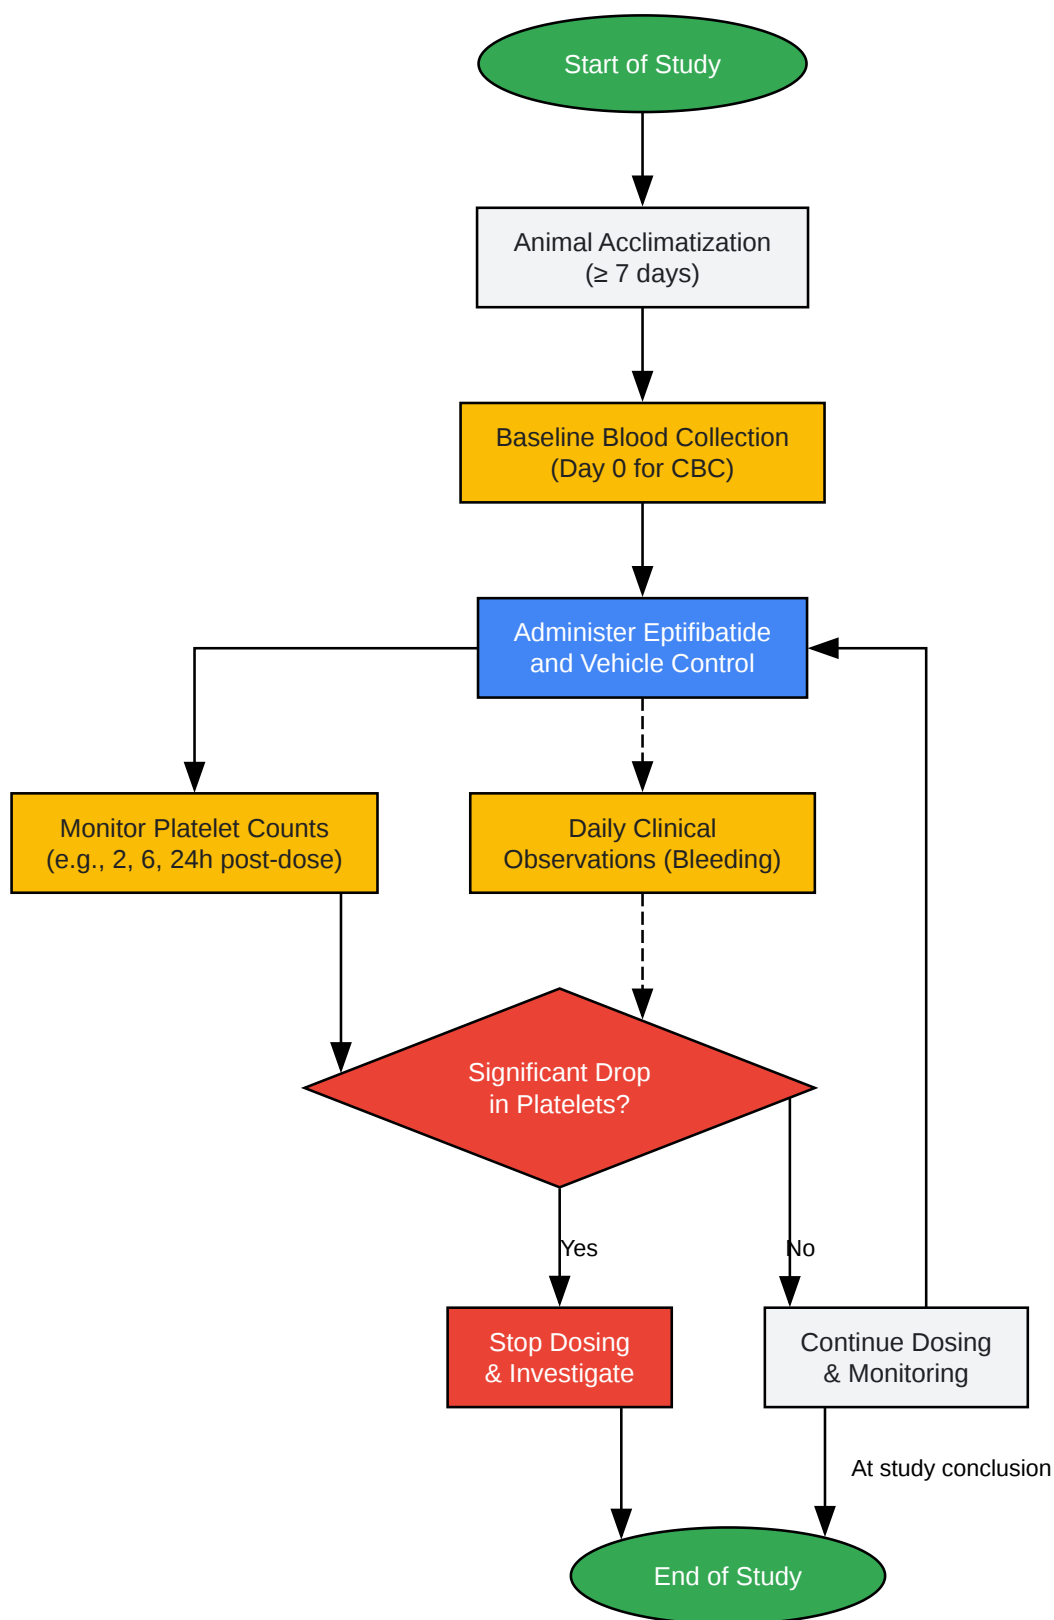 Start of Study
Animal Acclimatization
(≥ 7 days)
Baseline Blood Collection
(Day 0 for CBC)
Administer Eptifibatide
and Vehicle Control
Monitor Platelet Counts
(e.g., 2, 6, 24h post-dose)
Daily Clinical
Observations (Bleeding)
Significant Drop
in Platelets?
Yes
No
Stop Dosing
& Investigate
Continue Dosing
& Monitoring
At study conclusion
End of Study